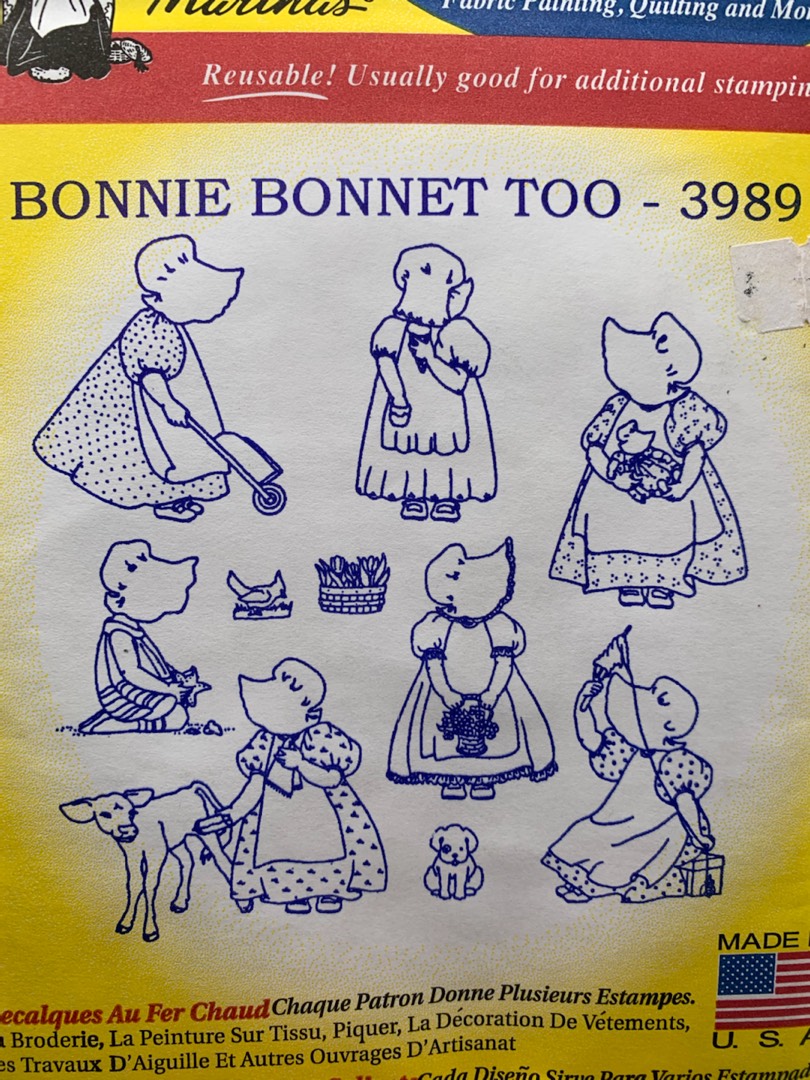 Fabric Painting, Quilting and Mo
Reusable! Usually good for additional stampin
BONNIE BONNET TOO - 3989
MADE
U. S. A
ecalques Au Fer Chaud Chaque Patron Donne Plusieurs Estampes.
a Broderie, La Peinture Sur Tissu, Piquer, La Décoration De Vétements,
es Travaux D'Aiguille Et Autres Ouvrages D'Artisanat
Cada Diseño Sirve Para Varios Estampad